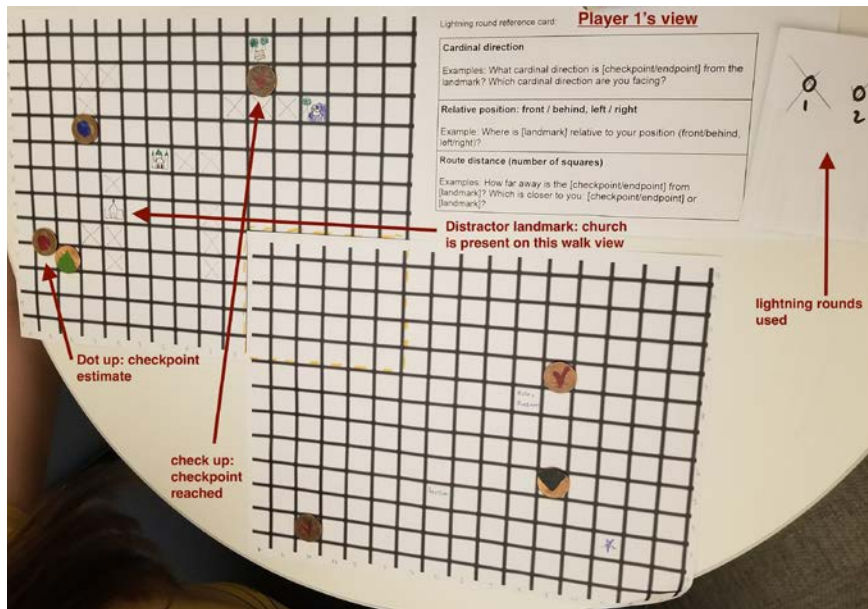 Lightning round reference card:
Player 1's view
Cardinal direction
Examples: What cardinal direction is [checkpoint/endpoint] from the
landmark? Which cardinal direction are you facing?
Relative position: front / behind, left / right
Example: Where is [landmark] relative to your position (front/behind,
left/right)?
Route distance (number of squares)
Examples: How far away is the [checkpoint/endpoint] from
[landmark]? Which is closer to you: [checkpoint/endpoint] or
[landmark]?
1
2
Distractor landmark: church
is present on this walk view
lightning rounds
used
Dot up: checkpoint
estimate
check up:
checkpoint
reached